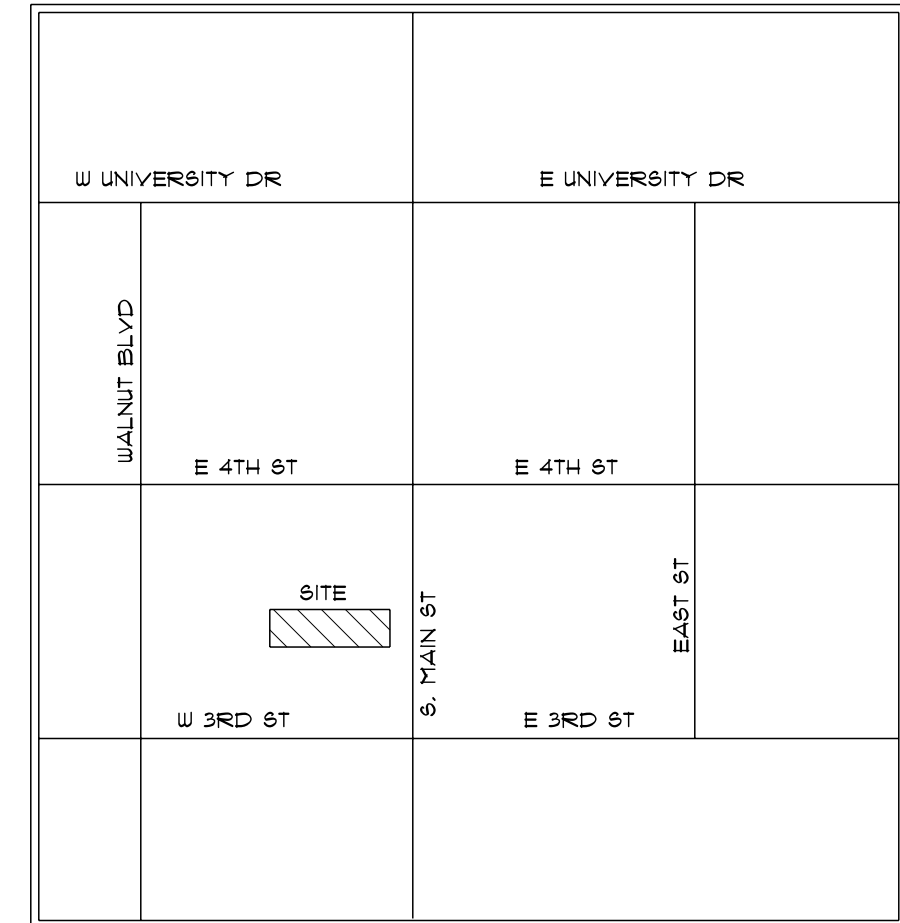 W UNIVERSITY DR
E UNIVERSITY DR
WALNUT BLVD
E 4TH ST
E 4TH ST
SITE
S. MAIN ST
EAST ST
W 3RD ST
E 3RD ST